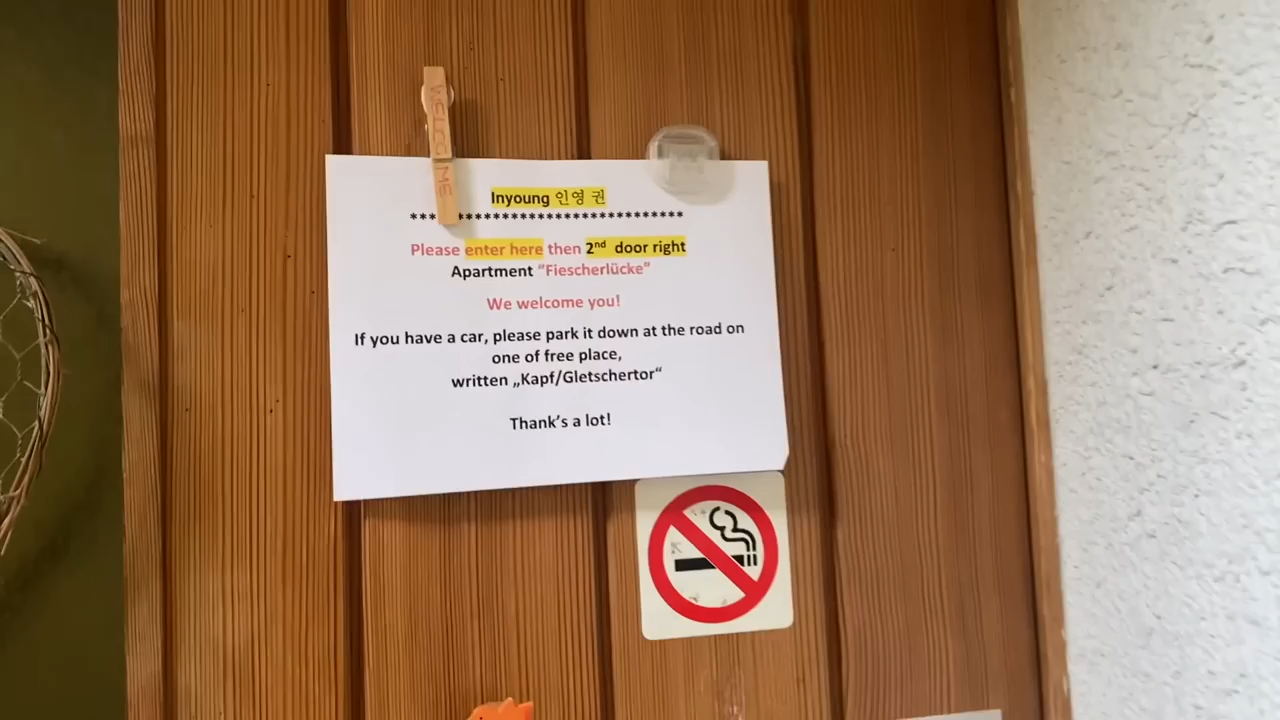 WELCOME
Inyoung 인영 권
******************************
Please enter here then 2nd door right
Apartment "Fiescherlücke"
We welcome you!
If you have a car, please park it down at the road on
one of free place,
written „Kapf/Gletschertor“
Thank's a lot!